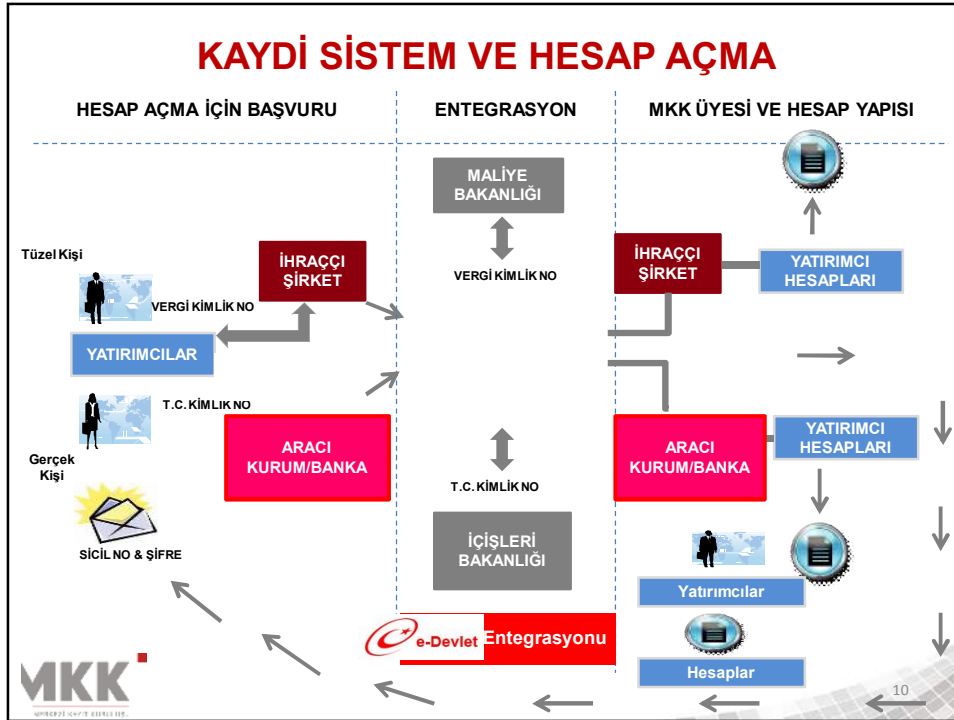 KAYDİ SİSTEM VE HESAP AÇMA
HESAP AÇMA İÇİN BAŞVURU
ENTEGRASYON
MKK ÜYESİ VE HESAP YAPISI
Tüzel Kişi
VERGİ KİMLİK NO
İHRAÇÇI
ŞİRKET
YATIRIMCILAR
T.C. KİMLİK NO
Gerçek
Kişi
ARACI
KURUM/BANKA
SİCİL NO & ŞİFRE
MALİYE
BAKANLIĞI
VERGİ KİMLİK NO
T.C. KİMLİK NO
İÇİŞLERİ
BAKANLIĞI
e-Devlet Entegrasyonu
İHRAÇÇI
ŞİRKET
YATIRIMCI
HESAPLARI
ARACI
KURUM/BANKA
YATIRIMCI
HESAPLARI
Yatırımcılar
Hesaplar
MKK
10